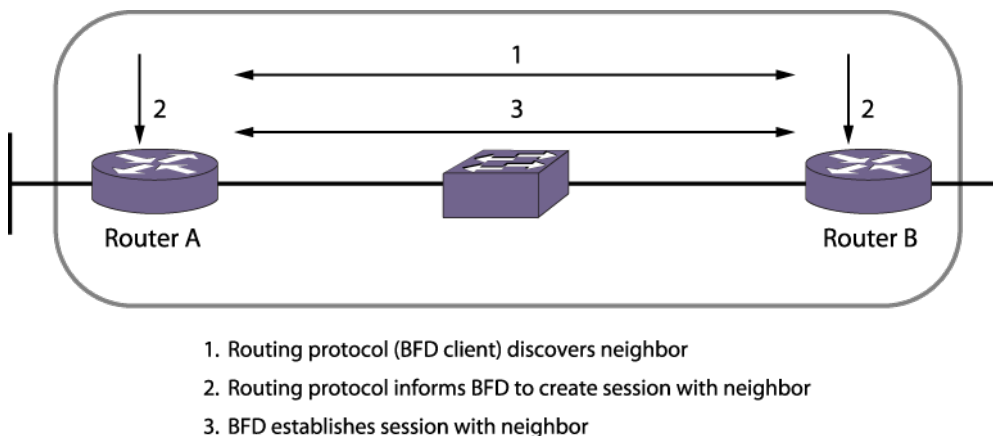 1
2
3
2
Router A
Router B
1. Routing protocol (BFD client) discovers neighbor
2. Routing protocol informs BFD to create session with neighbor
3. BFD establishes session with neighbor